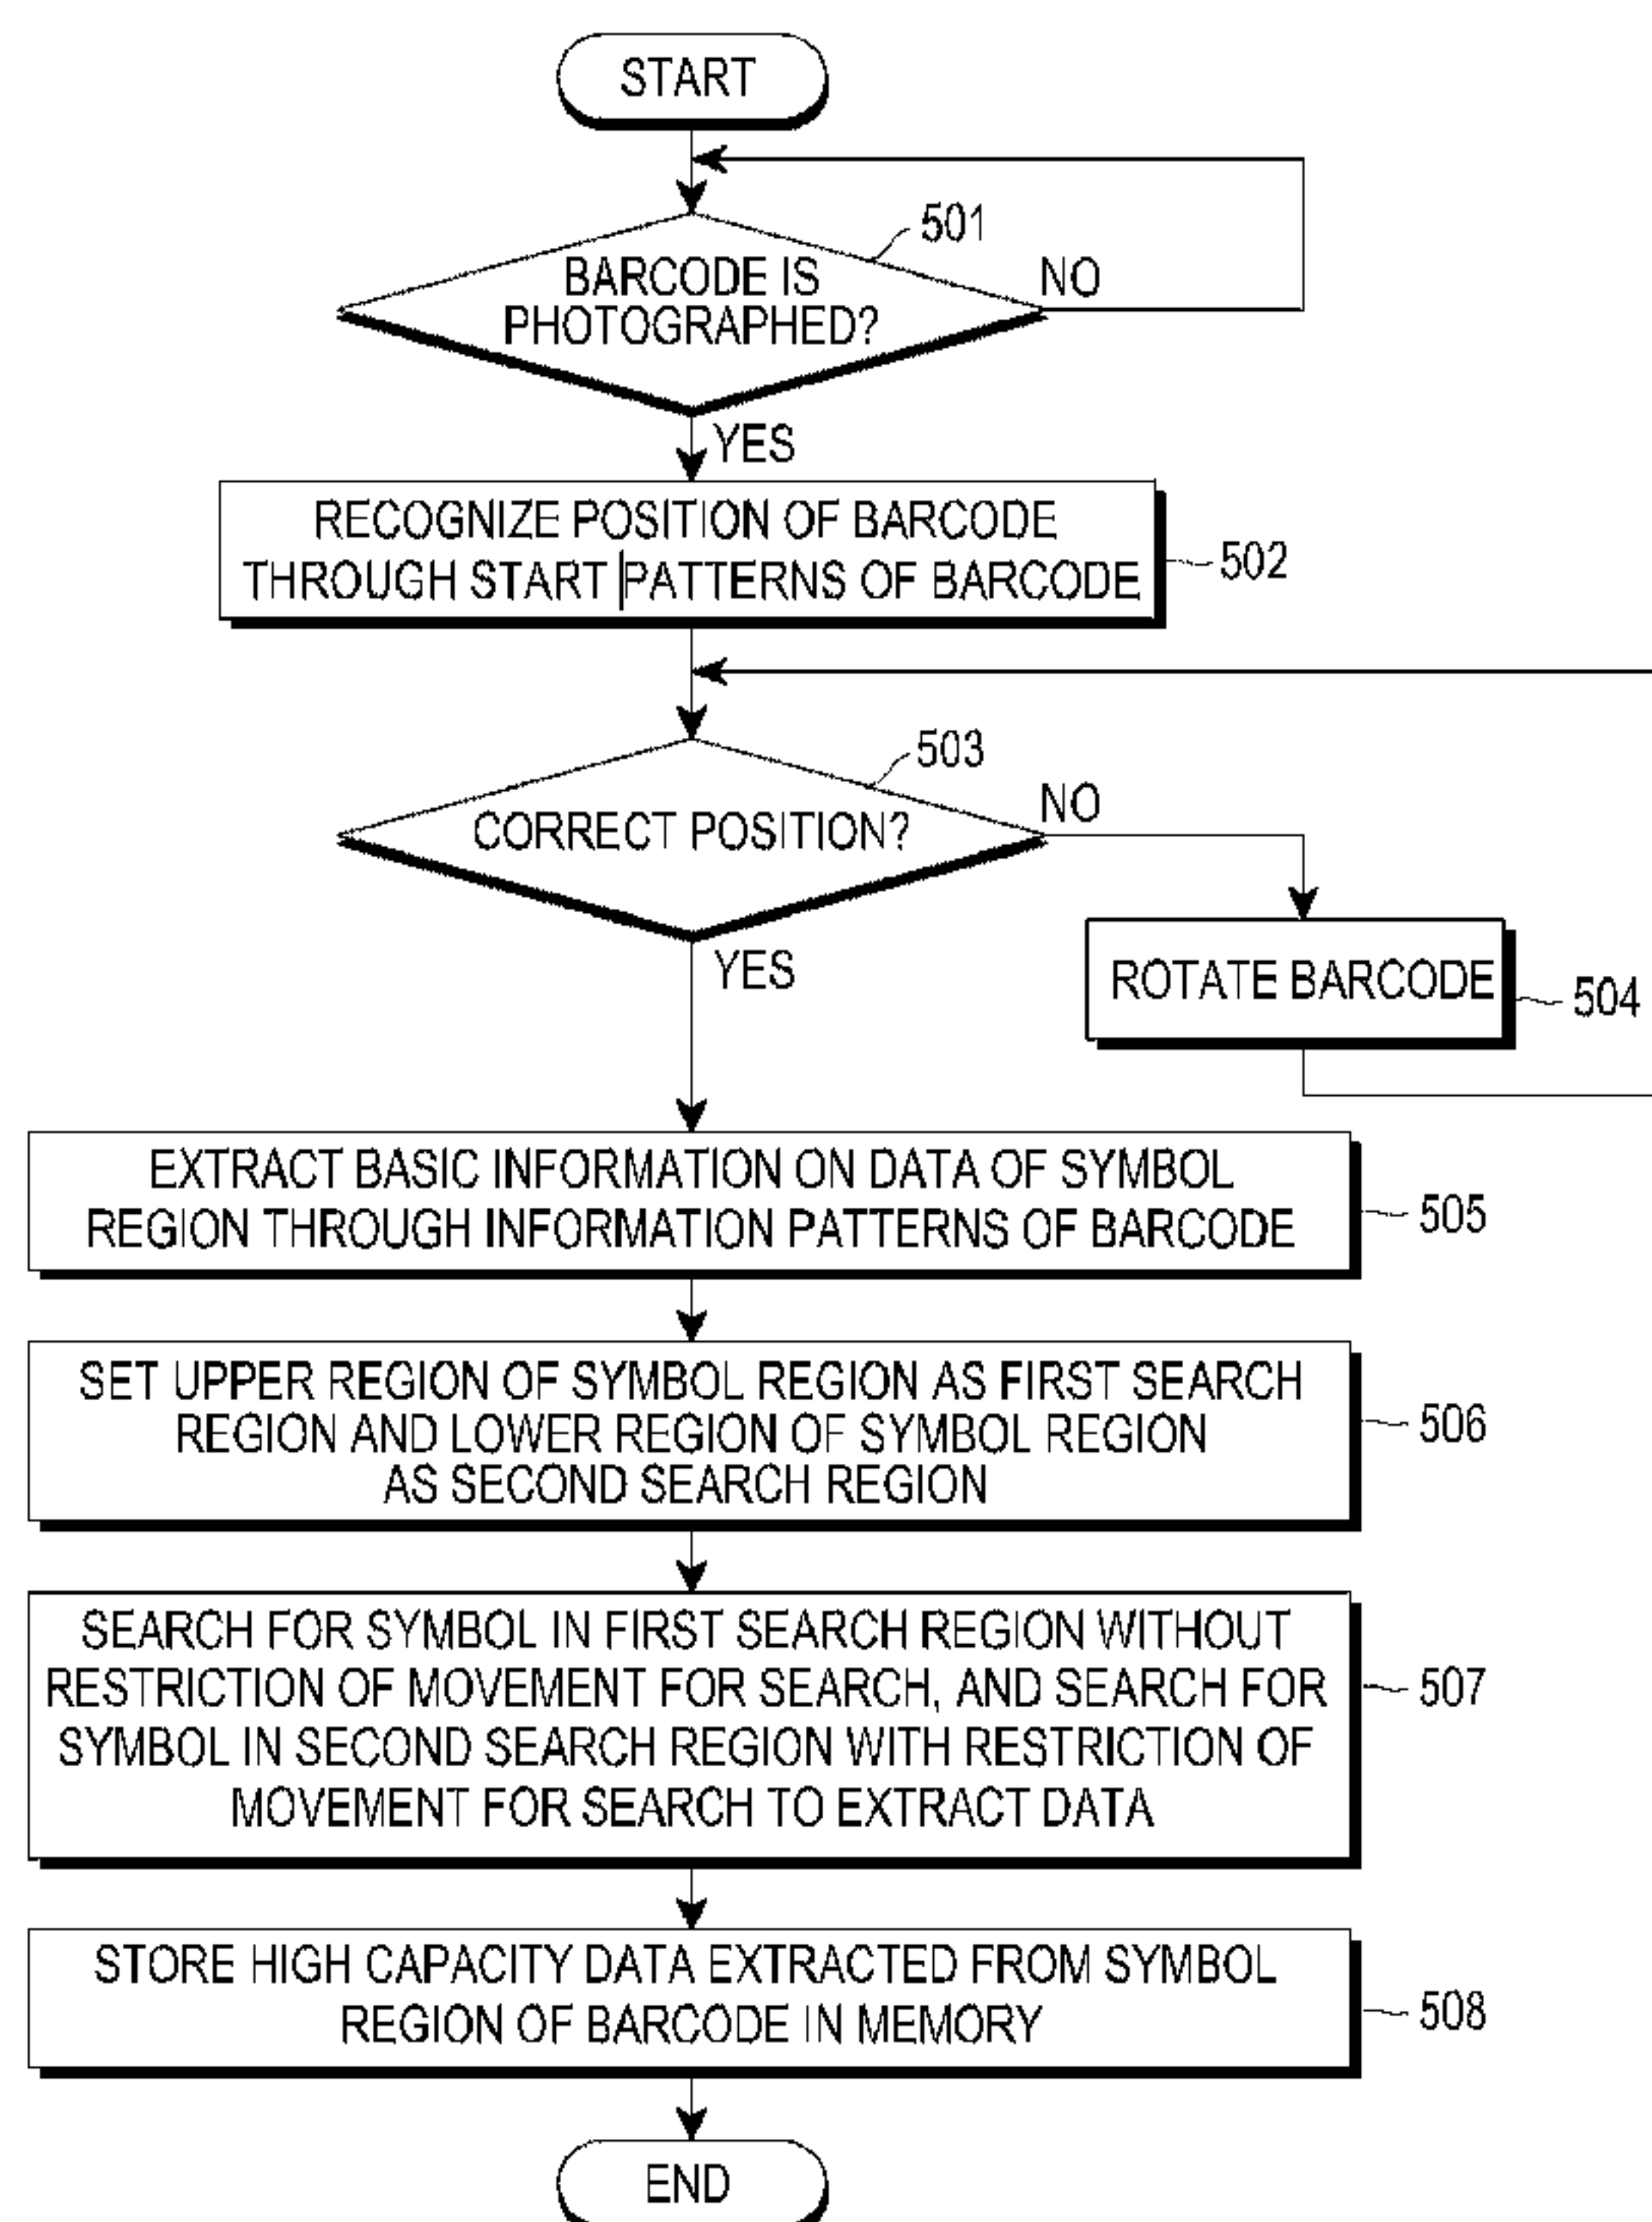 START
501
BARCODE IS
PHOTOGRAPHED?
NO
YES
RECOGNIZE POSITION OF BARCODE
THROUGH START PATTERNS OF BARCODE
502
503
CORRECT POSITION?
NO
YES
ROTATE BARCODE
504
EXTRACT BASIC INFORMATION ON DATA OF SYMBOL
REGION THROUGH INFORMATION PATTERNS OF BARCODE
505
SET UPPER REGION OF SYMBOL REGION AS FIRST SEARCH
REGION AND LOWER REGION OF SYMBOL REGION
AS SECOND SEARCH REGION
506
SEARCH FOR SYMBOL IN FIRST SEARCH REGION WITHOUT
RESTRICTION OF MOVEMENT FOR SEARCH, AND SEARCH FOR
SYMBOL IN SECOND SEARCH REGION WITH RESTRICTION OF
MOVEMENT FOR SEARCH TO EXTRACT DATA
507
STORE HIGH CAPACITY DATA EXTRACTED FROM SYMBOL
REGION OF BARCODE IN MEMORY
508
END